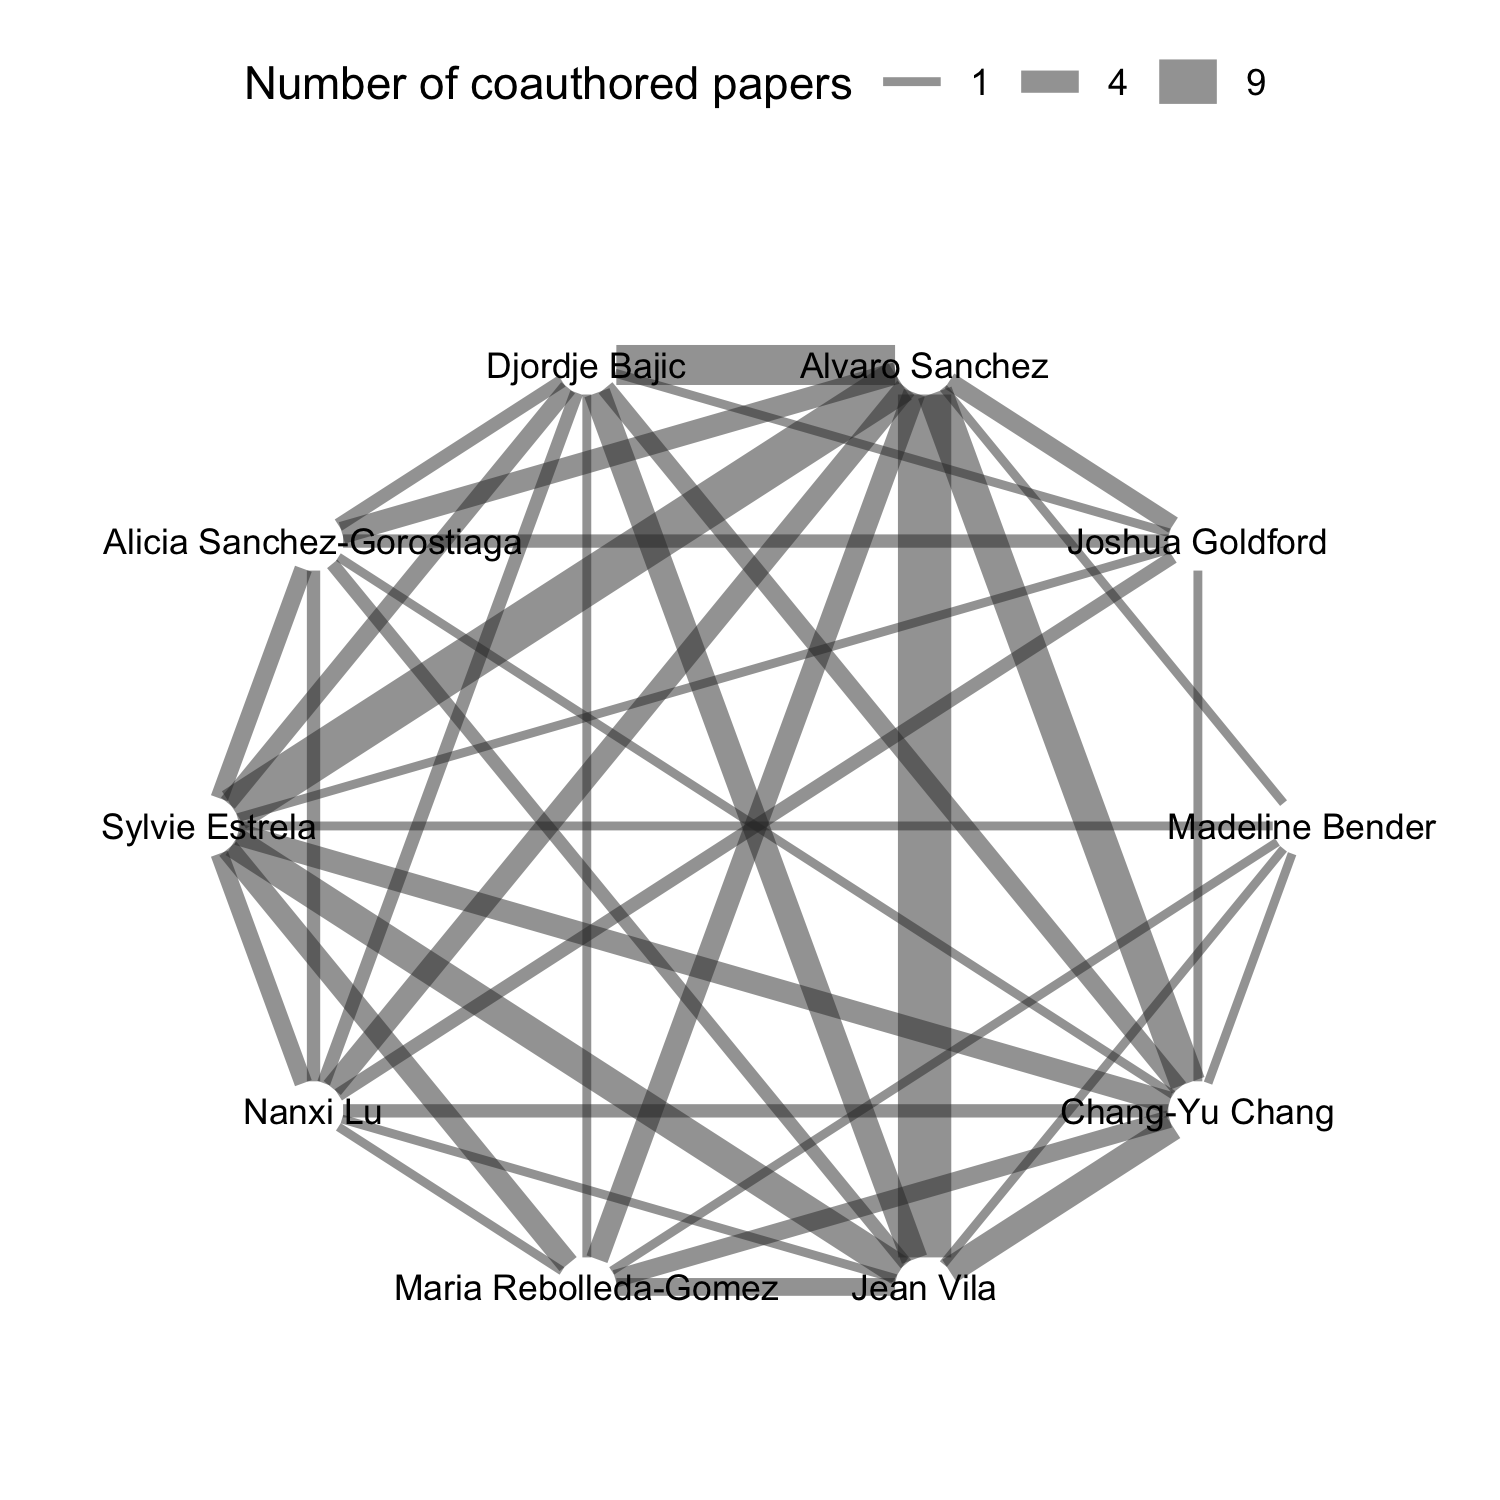 Number of coauthored papers 1 4 9
Djordje Bajic Alvaro Sanchez
Alicia Sanchez-Gorostiaga Joshua Goldford
Sylvie Estrela Madeline Bender
Nanxi Lu Chang-Yu Chang
Maria Rebolleda-Gomez Jean Vila